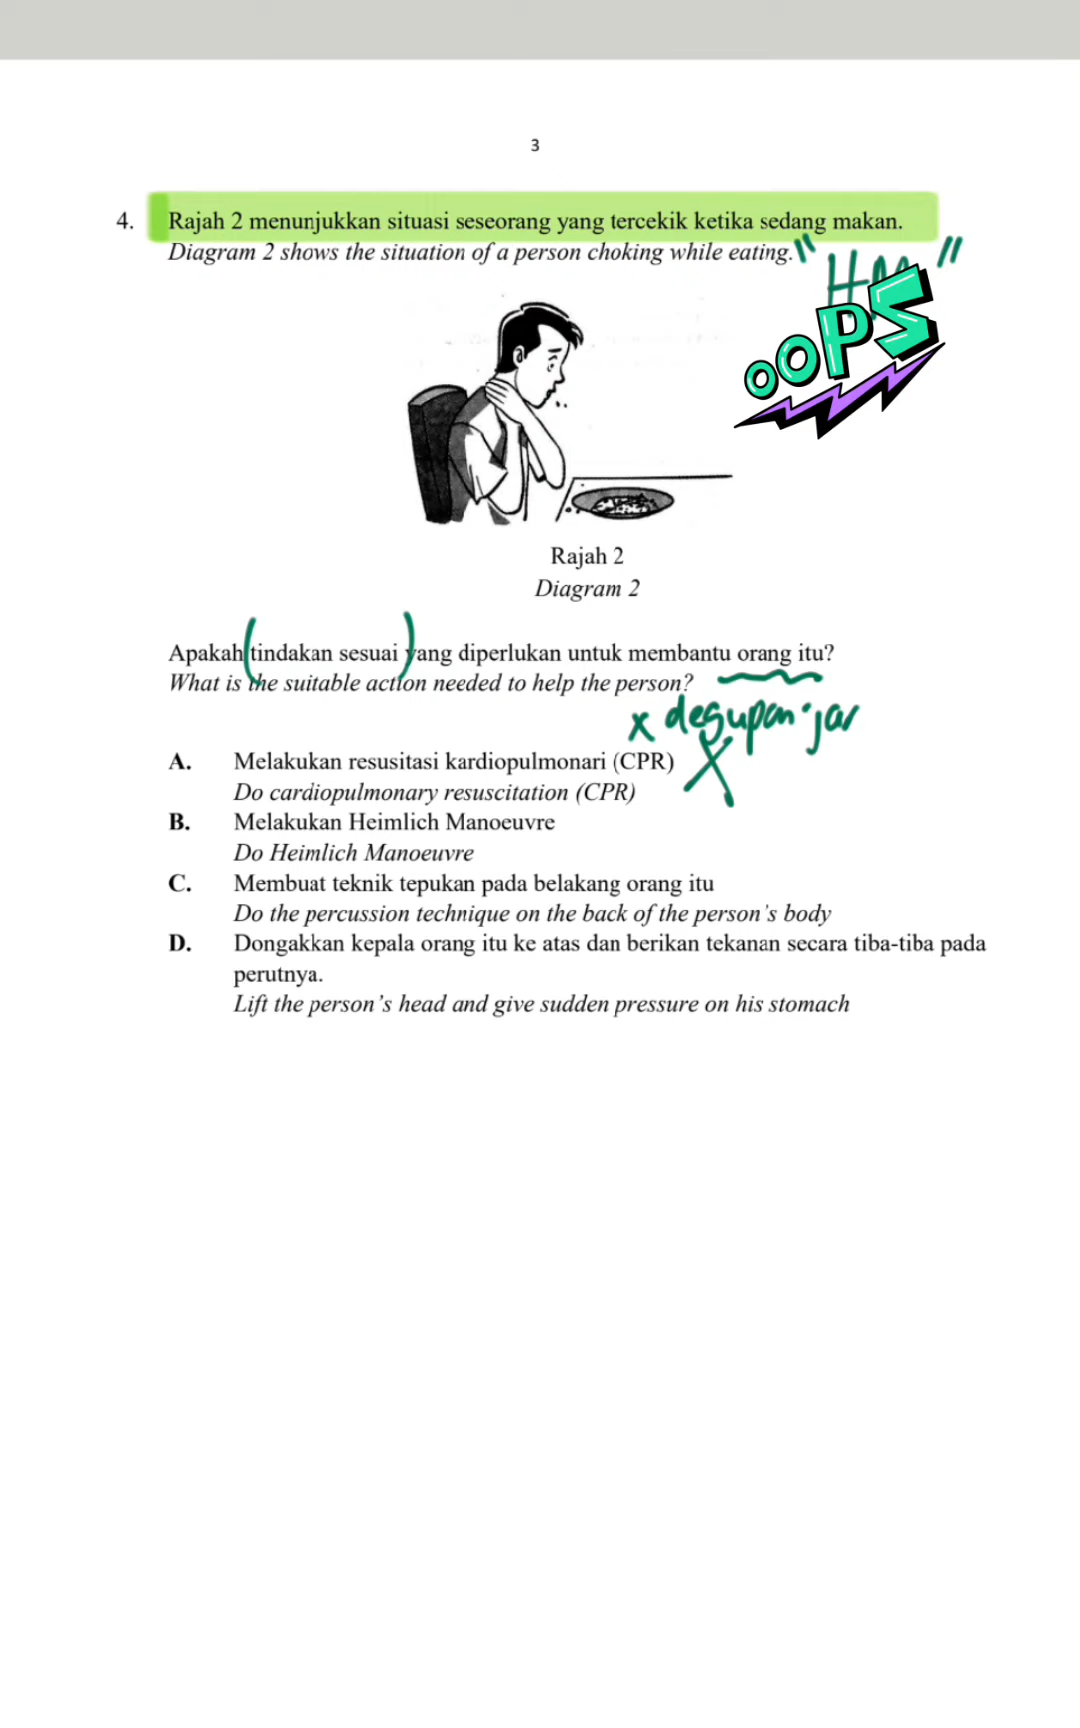 3
4. Rajah 2 menunjukkan situasi seseorang yang tercekik ketika sedang makan.
Diagram 2 shows the situation of a person choking while eating.
OOPS
Rajah 2
Diagram 2
Apakah tindakan sesuai yang diperlukan untuk membantu orang itu?
What is the suitable action needed to help the person?
x degupan jar
A. Melakukan resusitasi kardiopulmonari (CPR)
Do cardiopulmonary resuscitation (CPR)
B. Melakukan Heimlich Manoeuvre
Do Heimlich Manoeuvre
C. Membuat teknik tepukan pada belakang orang itu
Do the percussion technique on the back of the person's body
D. Dongakkan kepala orang itu ke atas dan berikan tekanan secara tiba-tiba pada
perutnya.
Lift the person's head and give sudden pressure on his stomach